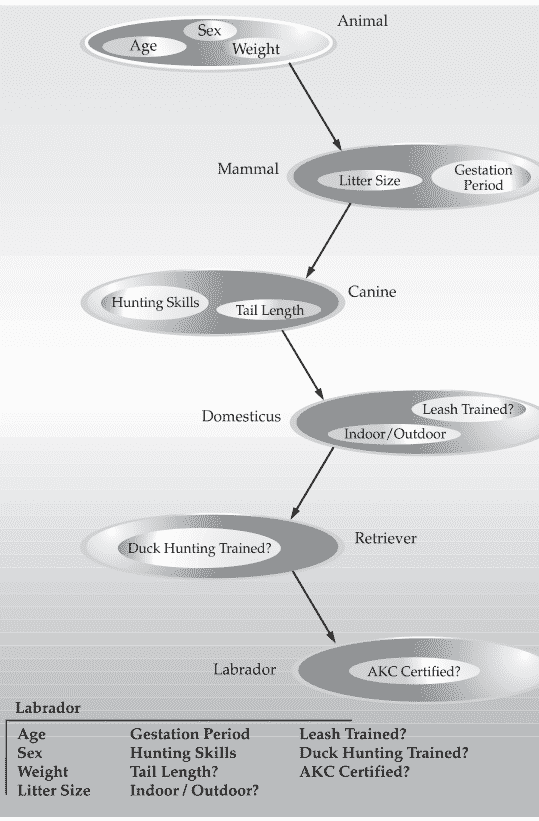 Animal
Sex
Age
Weight
Mammal
Litter Size
Gestation
Period
Canine
Hunting Skills
Tail Length
Domesticus
Leash Trained?
Indoor/Outdoor
Retriever
Duck Hunting Trained?
Labrador
AKC Certified?
Labrador
Age Gestation Period Leash Trained?
Sex Hunting Skills Duck Hunting Trained?
Weight Tail Length? AKC Certified?
Litter Size Indoor / Outdoor?